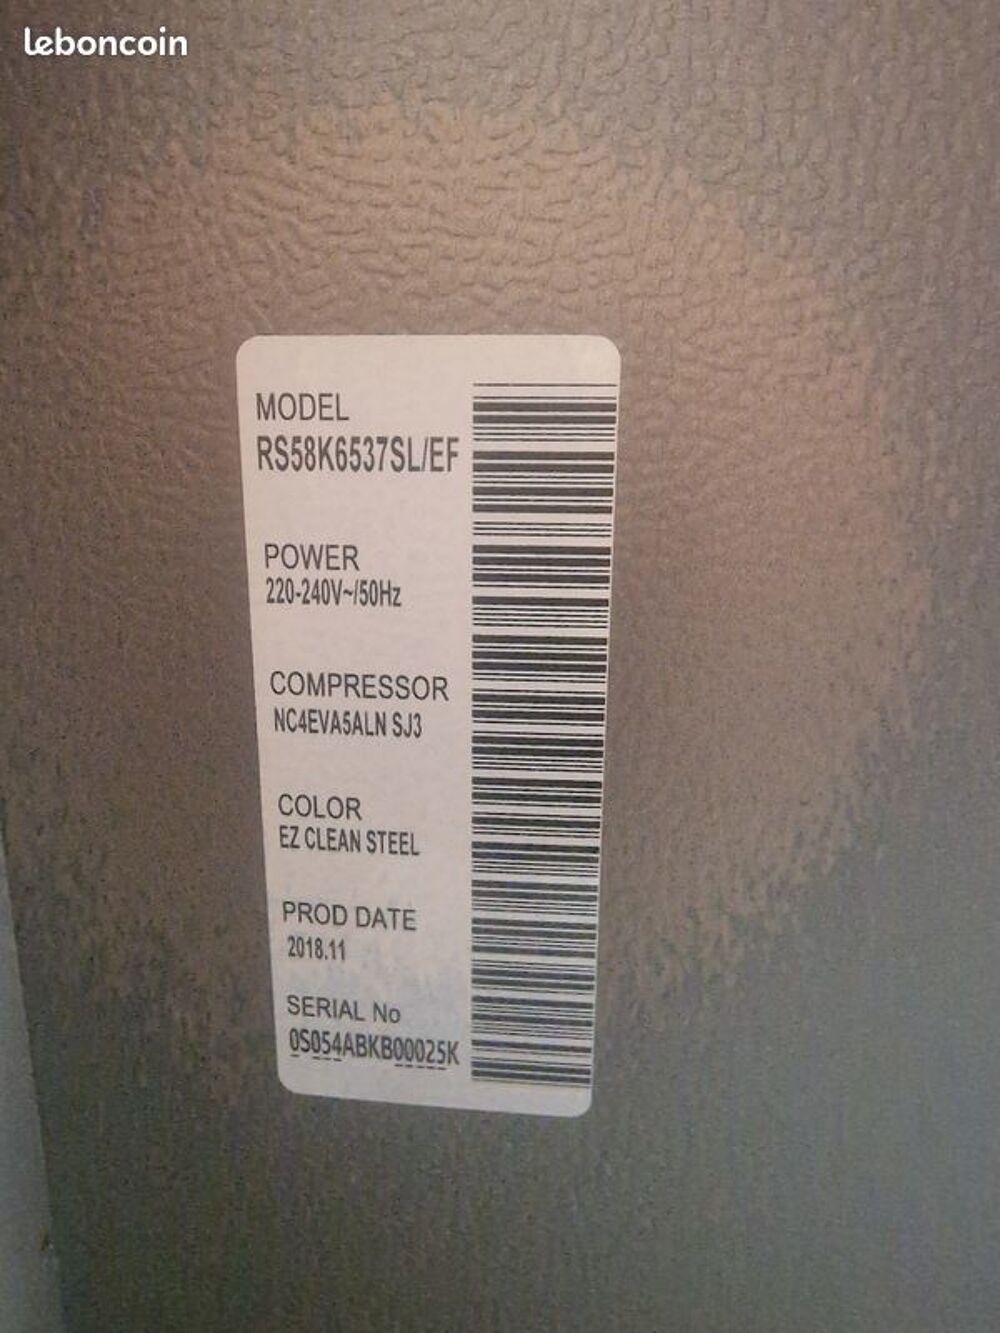 leboncoin
MODEL
RS58K6537SL/EF
POWER
220-240V~/50Hz
COMPRESSOR
NC4EVA5ALN SJ3
COLOR
EZ CLEAN STEEL
PROD DATE
2018.11
SERIAL No
0S054ABKB00025K